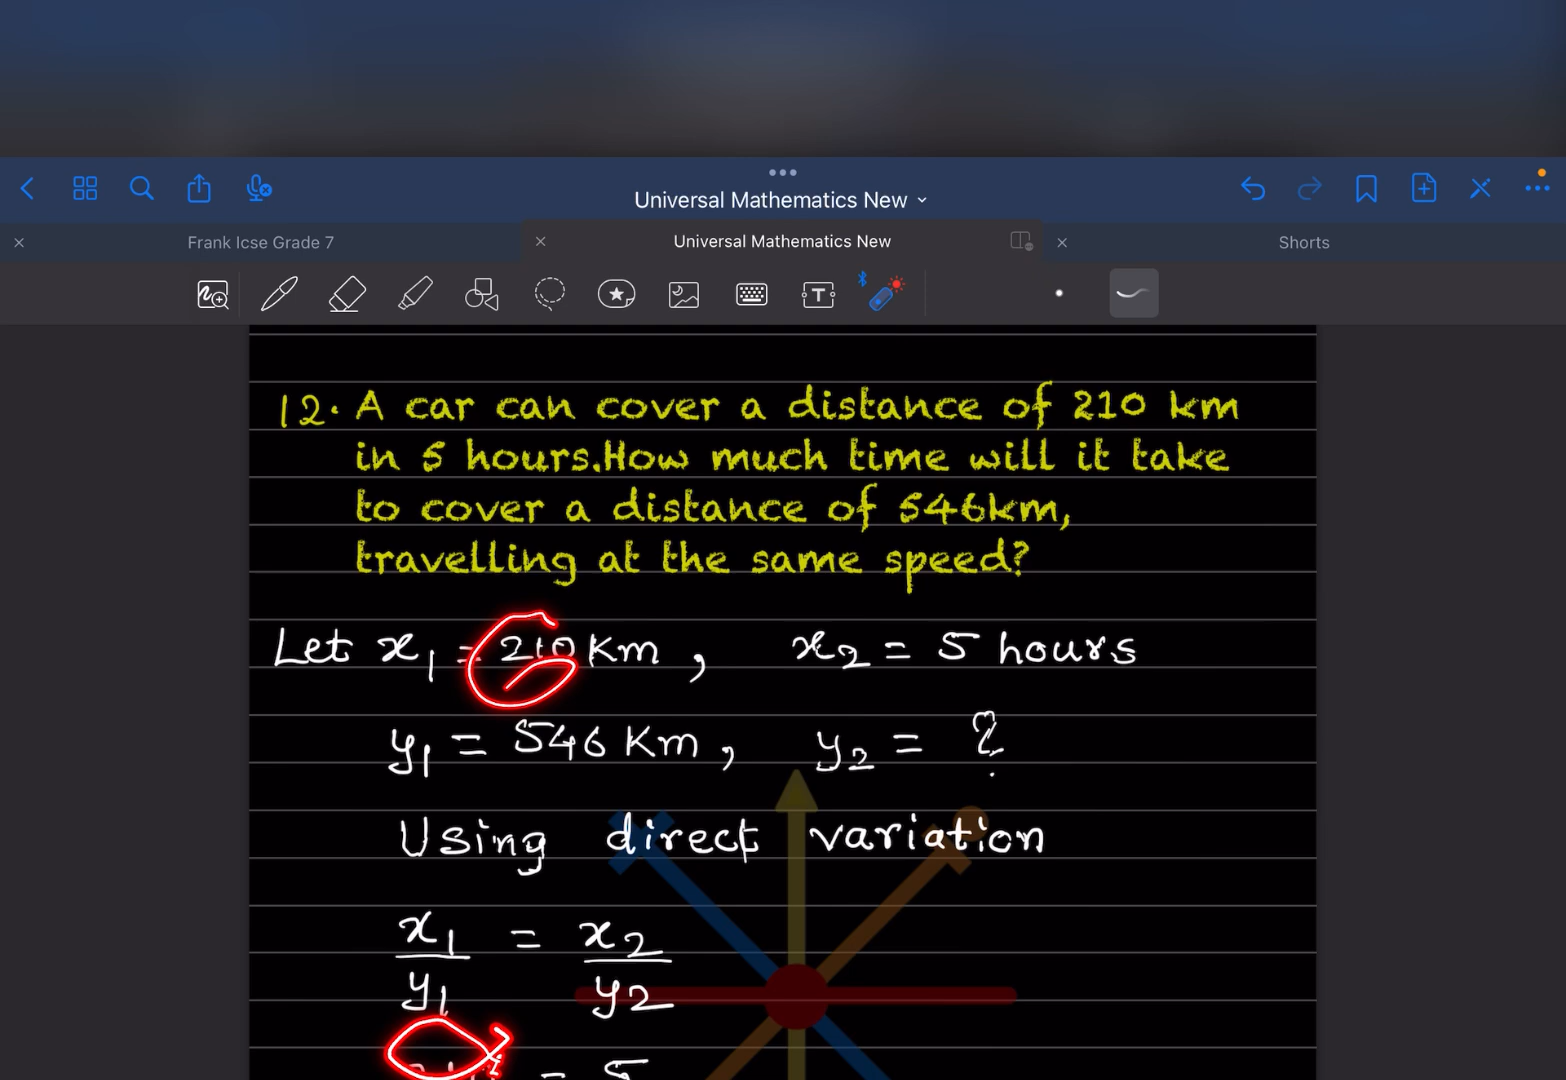 Universal Mathematics New
Frank Icse Grade 7
Universal Mathematics New
Shorts
T
12. A car can cover a distance of 210 km
in 5 hours.How much time will it take
to cover a distance of 546km,
travelling at the same speed?
Let x₁ = 210 Km, x₂ = 5 hours
y₁ = 546 Km, y₂ = ?
Using direct variation
x₁ = x₂
y₁ y₂
= 5